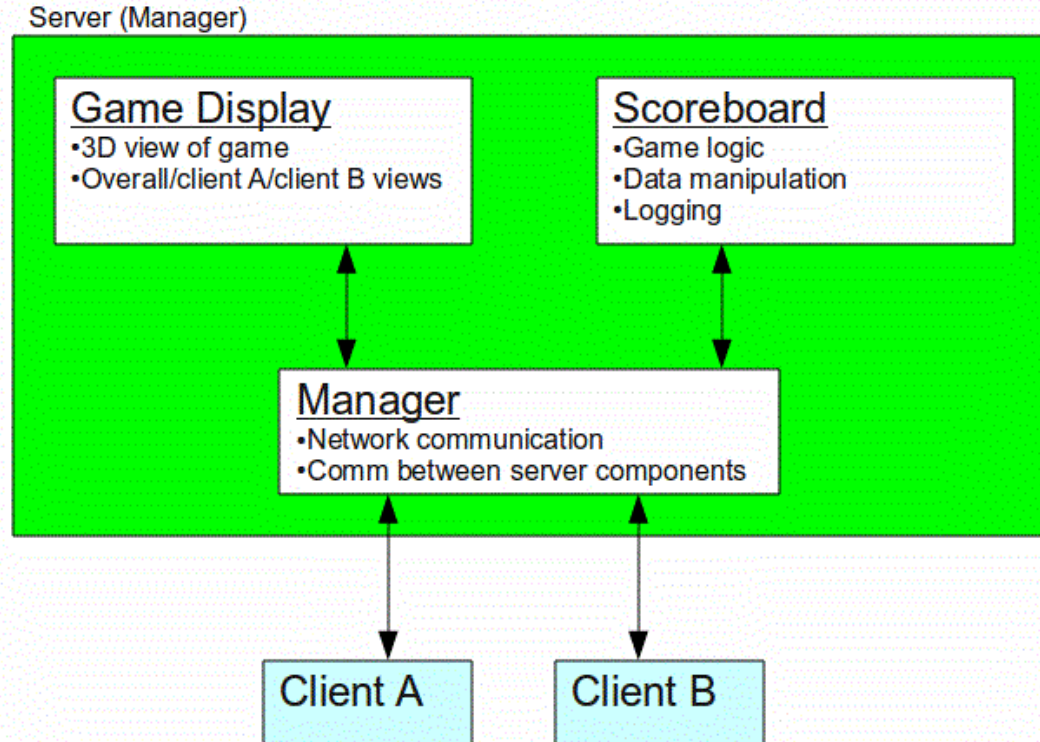 Server (Manager)
Game Display
•3D view of game
•Overall/client A/client B views
Scoreboard
•Game logic
•Data manipulation
•Logging
Manager
•Network communication
•Comm between server components
Client A
Client B